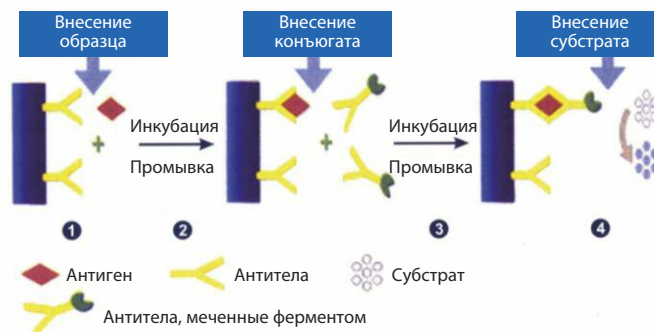 Внесение
образца
Внесение
конъюгата
Внесение
субстрата
Инкубация
Промывка
Инкубация
Промывка
1
2
3
4
Антиген
Антитела
Субстрат
Антитела, меченные ферментом